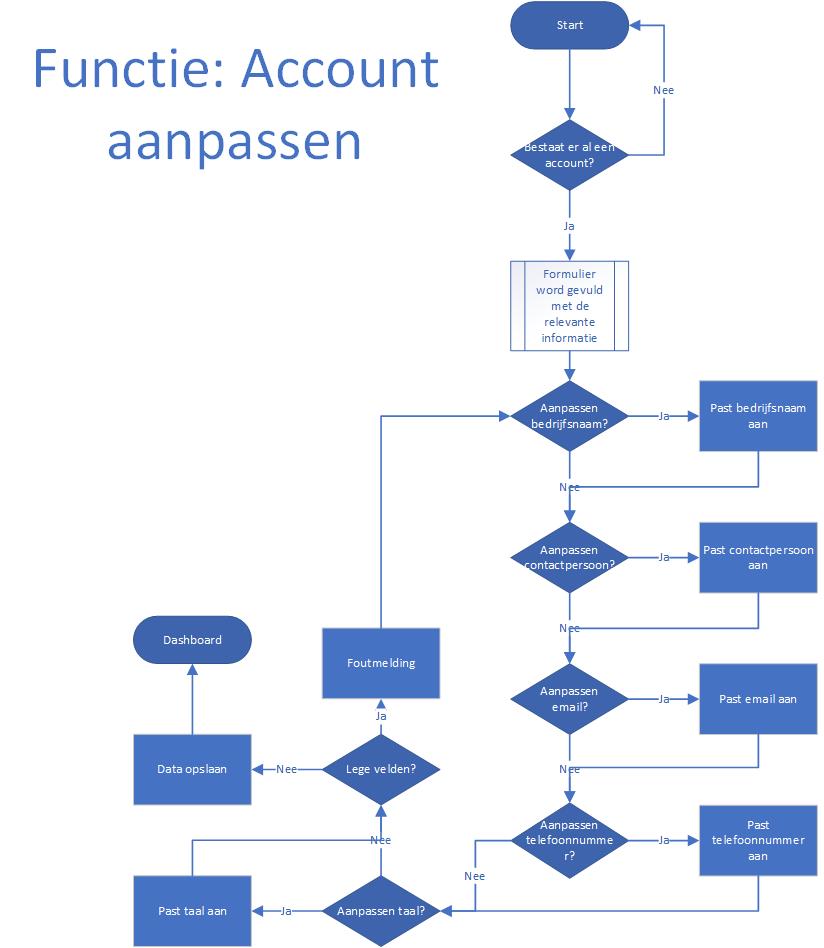 Functie: Account
aanpassen
Start
Nee
Bestaat er al een
account?
Ja
Formulier
word gevuld
met de
relevante
informatie
Aanpassen
bedrijfsnaam?
Ja
Past bedrijfsnaam
aan
Nee
Aanpassen
contactpersoon?
Ja
Past contactpersoon
aan
Nee
Aanpassen
email?
Ja
Past email aan
Nee
Aanpassen
telefoonnumme
r?
Ja
Past
telefoonnummer
aan
Nee
Aanpassen taal?
Ja
Past taal aan
Nee
Lege velden?
Ja
Foutmelding
Nee
Data opslaan
Dashboard